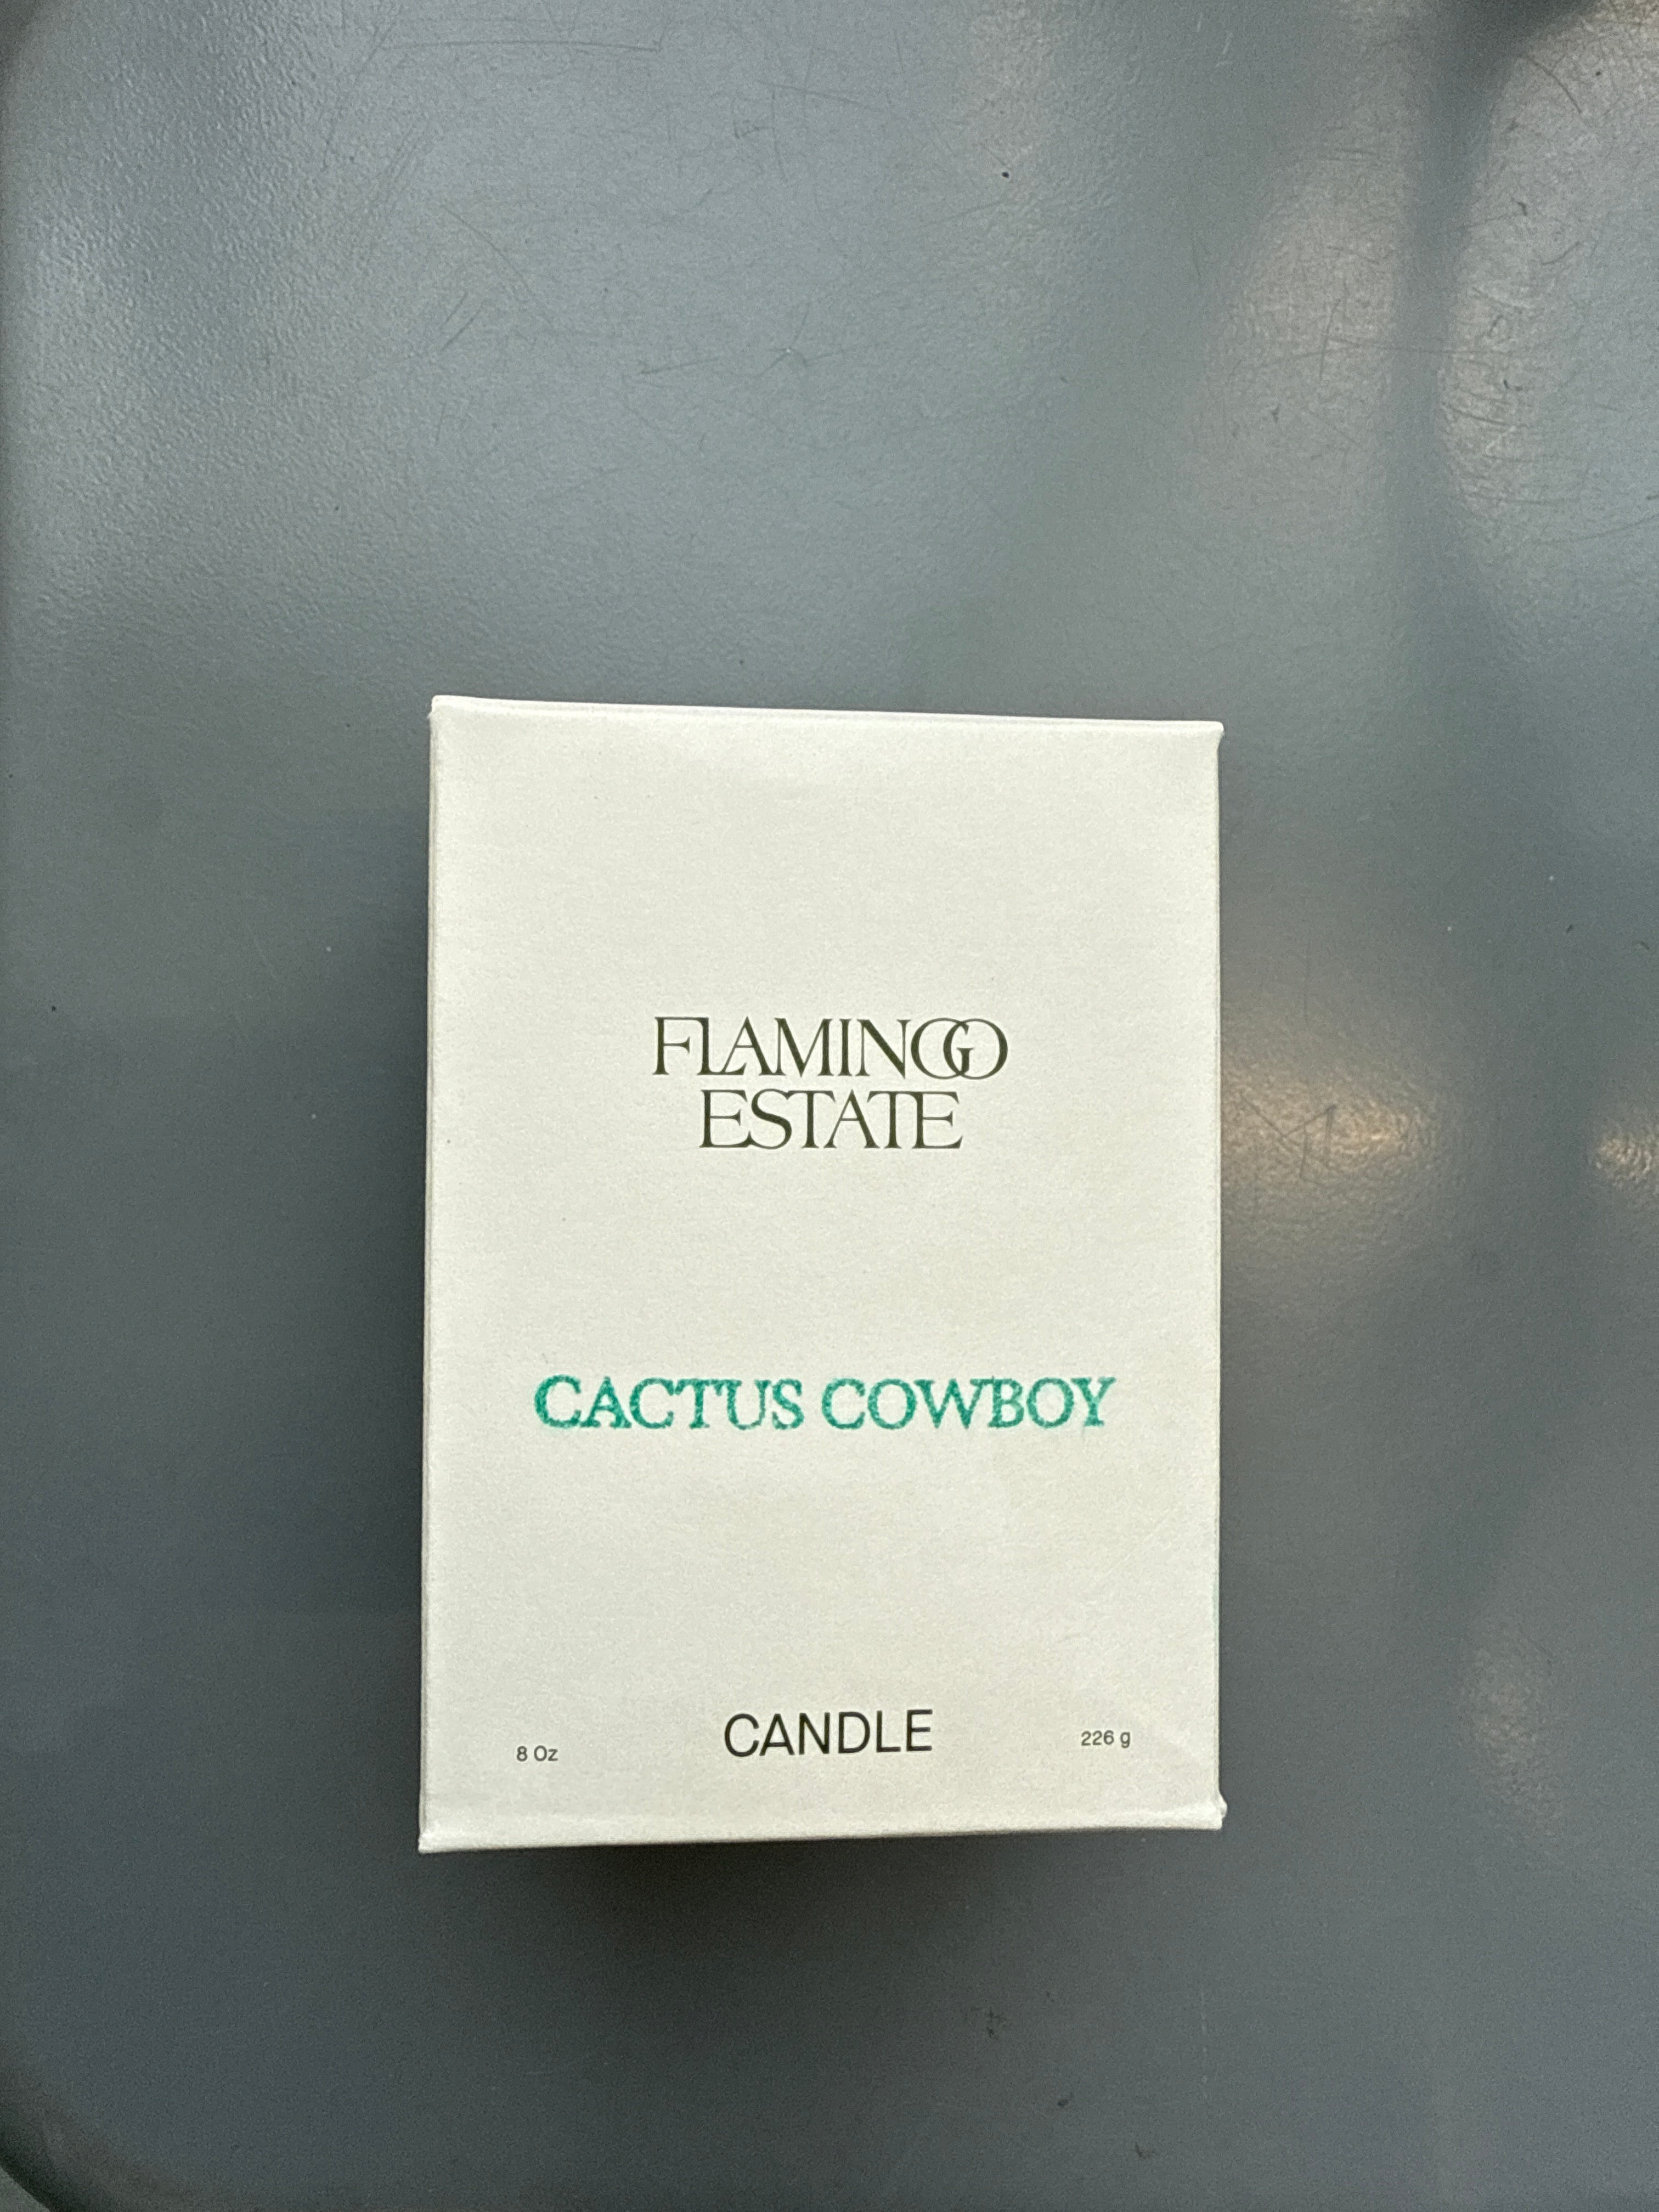 FLAMINGO
ESTATE
CACTUS COWBOY
8 Oz CANDLE 226 g